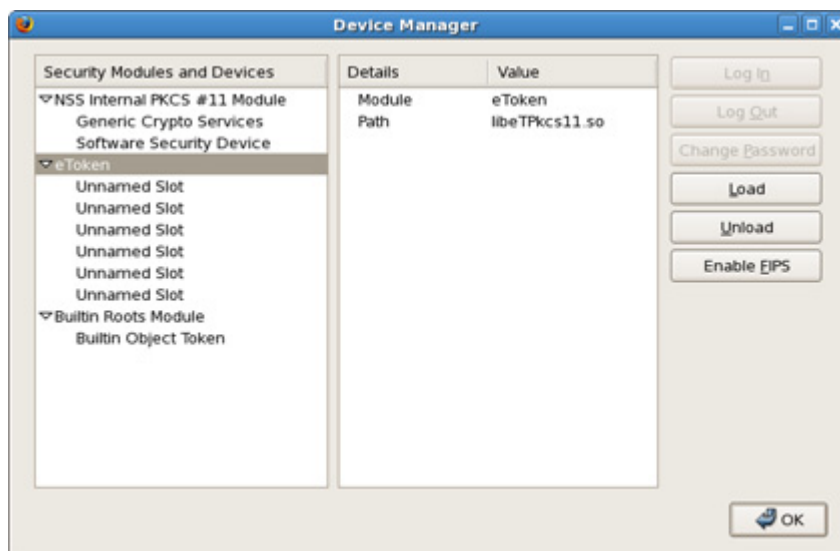 Device Manager
Security Modules and Devices
NSS Internal PKCS #11 Module
Generic Crypto Services
Software Security Device
eToken
Unnamed Slot
Unnamed Slot
Unnamed Slot
Unnamed Slot
Unnamed Slot
Unnamed Slot
Builtin Roots Module
Builtin Object Token
Details Value
Module eToken
Path libeTPkcs11.so
Log In
Log Out
Change Password
Load
Unload
Enable FIPS
OK